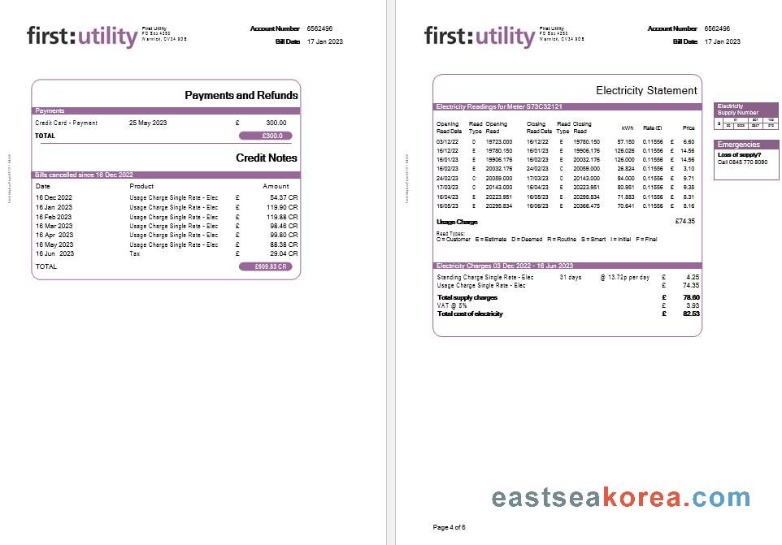 first:utility
First Utility
PO Box 4360
Warwick, CV34 9DB
Account Number 6562496
Bill Date 17 Jan 2023
Payments and Refunds
Payments
Credit Card - Payment 25 May 2023 £ 300.00
TOTAL £300.0
Credit Notes
Bills cancelled since 16 Dec 2022
Date Product Amount
16 Dec 2022 Usage Charge Single Rate - Elec £ 54.37 CR
16 Jan 2023 Usage Charge Single Rate - Elec £ 119.90 CR
16 Feb 2023 Usage Charge Single Rate - Elec £ 119.88 CR
16 Mar 2023 Usage Charge Single Rate - Elec £ 98.46 CR
16 Apr 2023 Usage Charge Single Rate - Elec £ 99.80 CR
16 May 2023 Usage Charge Single Rate - Elec £ 88.38 CR
16 Jun 2023 Tax £ 29.04 CR
TOTAL
first:utility
First Utility
PO Box 4360
Warwick, CV34 9DB
Account Number 6562496
Bill Date 17 Jan 2023
Electricity Statement
Electricity Readings for Meter S73C32121
Opening Read Date Read Type Opening Read Closing Read Date Read Type Closing Read kWh Rate (£) Price
03/12/22 C 19723.000 16/12/22 E 19780.150 57.150 0.11556 £ 6.60
16/12/22 E 19780.150 16/01/23 E 19906.176 126.026 0.11556 £ 14.56
16/01/23 E 19906.176 16/02/23 E 20032.176 126.000 0.11556 £ 14.56
16/02/23 E 20032.176 24/02/23 C 20059.000 26.824 0.11556 £ 3.10
24/02/23 C 20059.000 17/03/23 C 20143.000 84.000 0.11556 £ 9.71
17/03/23 C 20143.000 16/04/23 E 20223.951 80.951 0.11556 £ 9.35
16/04/23 E 20223.951 16/05/23 E 20295.834 71.883 0.11556 £ 8.31
16/05/23 E 20295.834 16/06/23 E 20366.475 70.641 0.11556 £ 8.16
Usage Charge £74.35
Read Types:
C = Customer E = Estimate D = Deemed R = Routine S = Smart I = Initial F = Final
Electricity Charges 03 Dec 2022 - 16 Jun 2023
Standing Charge Single Rate - Elec 31 days @ 13.72p per day £ 4.25
Usage Charge Single Rate - Elec £ 74.35
Total supply charges £ 78.60
VAT @ 5% £ 3.93
Total cost of electricity £ 82.53
Electricity
Supply Number
Emergencies
Loss of supply?
Call 0845 770 8090
eastseakorea.com
Page 4 of 6